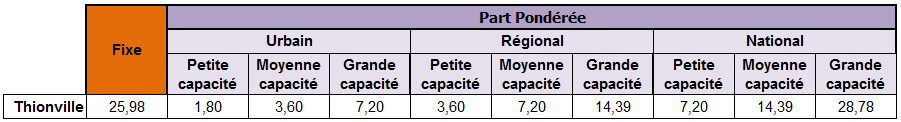 Part Pondérée
Fixe
Urbain Régional National
Petite capacité Moyenne capacité Grande capacité Petite capacité Moyenne capacité Grande capacité Petite capacité Moyenne capacité Grande capacité
Thionville 25,98 1,80 3,60 7,20 3,60 7,20 14,39 7,20 14,39 28,78